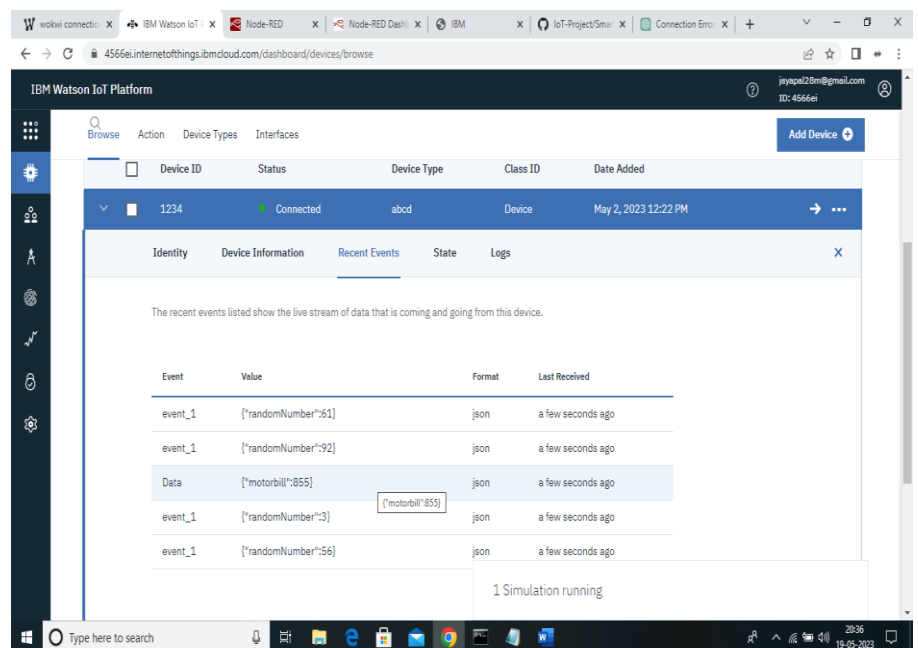 wokwi connectio X IBM Watson IoT P X Node-RED X Node-RED Dashb X IBM X IoT-Project/Smar X Connection Error X +
4566ei.internetofthings.ibmcloud.com/dashboard/devices/browse
IBM Watson IoT Platform
jayapal28m@gmail.com
ID: 4566ei
Browse Action Device Types Interfaces
Add Device
Device ID Status Device Type Class ID Date Added
1234 Connected abcd Device May 2, 2023 12:22 PM
Identity Device Information Recent Events State Logs X
The recent events listed show the live stream of data that is coming and going from this device.
Event Value Format Last Received
event_1 {"randomNumber":61} json a few seconds ago
event_1 {"randomNumber":92} json a few seconds ago
Data {"motorbill":855} json a few seconds ago
{"motorbill":855}
event_1 {"randomNumber":3} json a few seconds ago
event_1 {"randomNumber":56} json a few seconds ago
1 Simulation running
Type here to search
20:36
19-05-2023